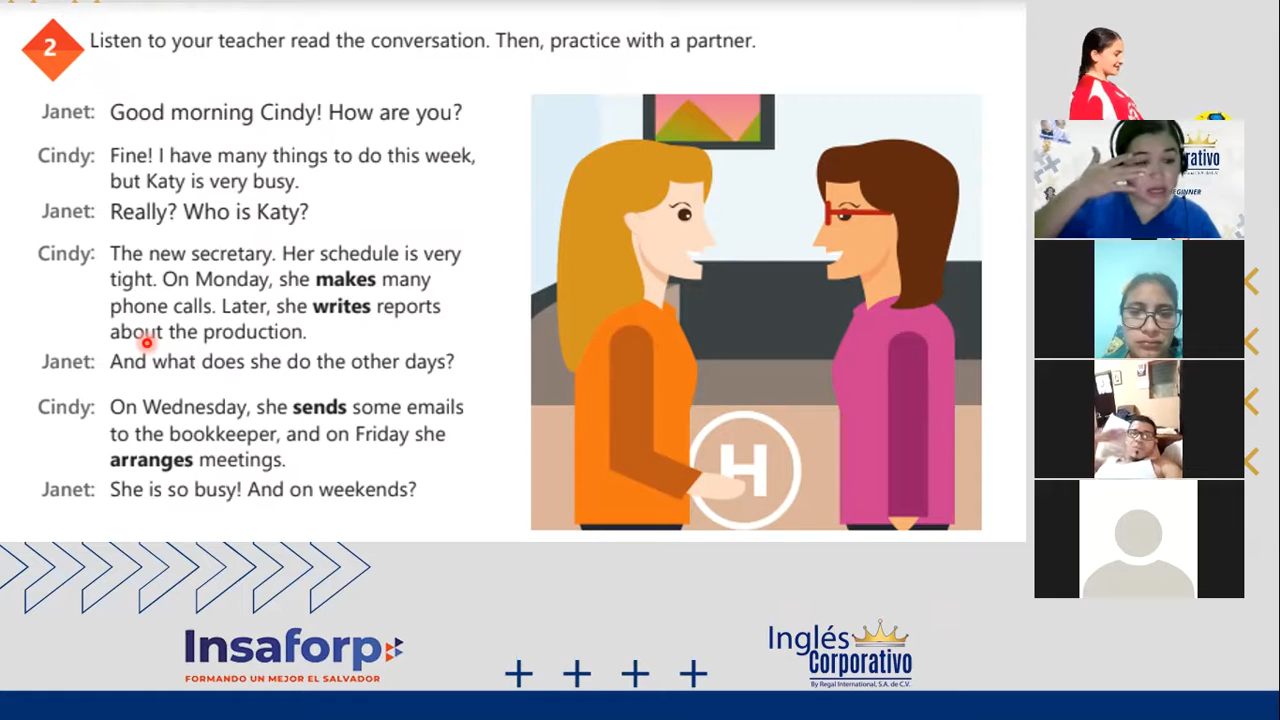 2 Listen to your teacher read the conversation. Then, practice with a partner.
Janet: Good morning Cindy! How are you?
Cindy: Fine! I have many things to do this week,
but Katy is very busy.
Janet: Really? Who is Katy?
Cindy: The new secretary. Her schedule is very
tight. On Monday, she makes many
phone calls. Later, she writes reports
about the production.
Janet: And what does she do the other days?
Cindy: On Wednesday, she sends some emails
to the bookkeeper, and on Friday she
arranges meetings.
Janet: She is so busy! And on weekends?
H
Insaforp
FORMANDO UN MEJOR EL SALVADOR
Inglés
Corporativo
By Regal International, S.A. de C.V.
rativo
EGINNER